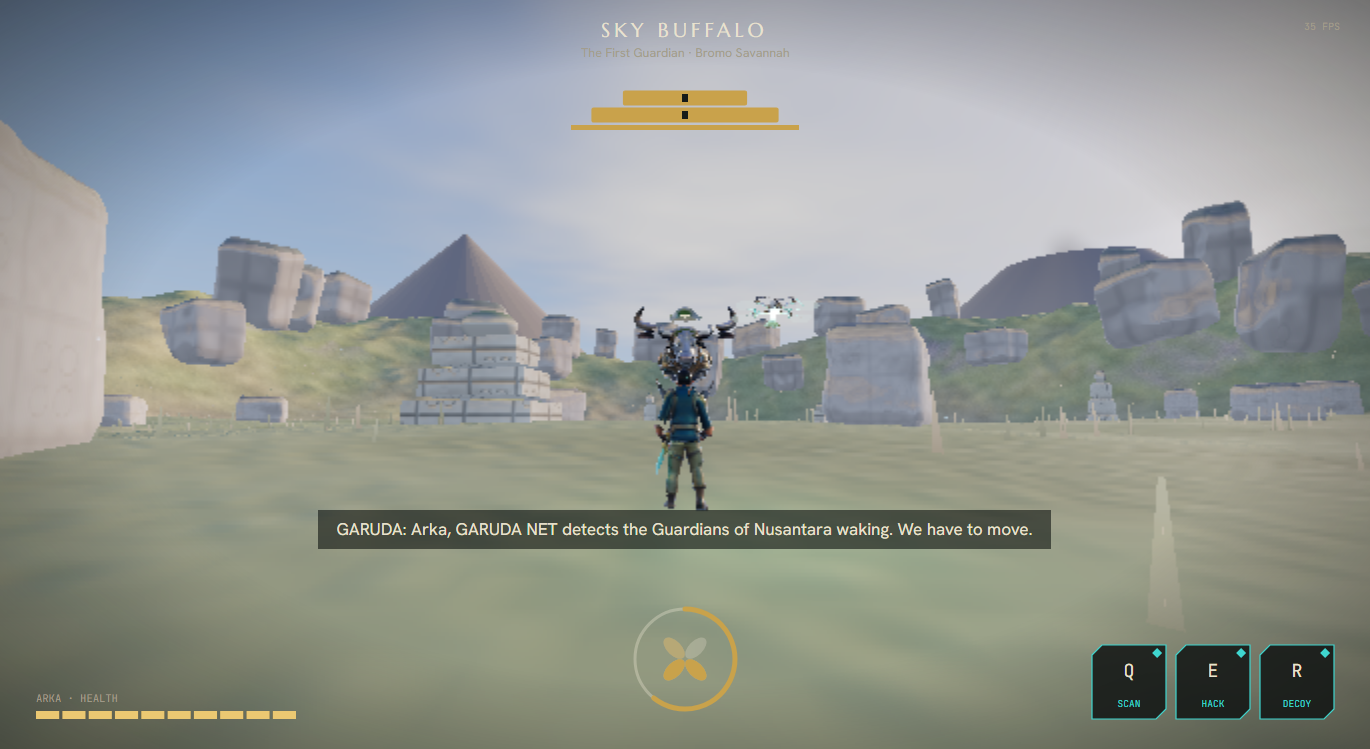 SKY BUFFALO
35 FPS
The First Guardian · Bromo Savannah
GARUDA: Arka, GARUDA NET detects the Guardians of Nusantara waking. We have to move.
Q
SCAN
E
HACK
R
DECOY
ARKA · HEALTH